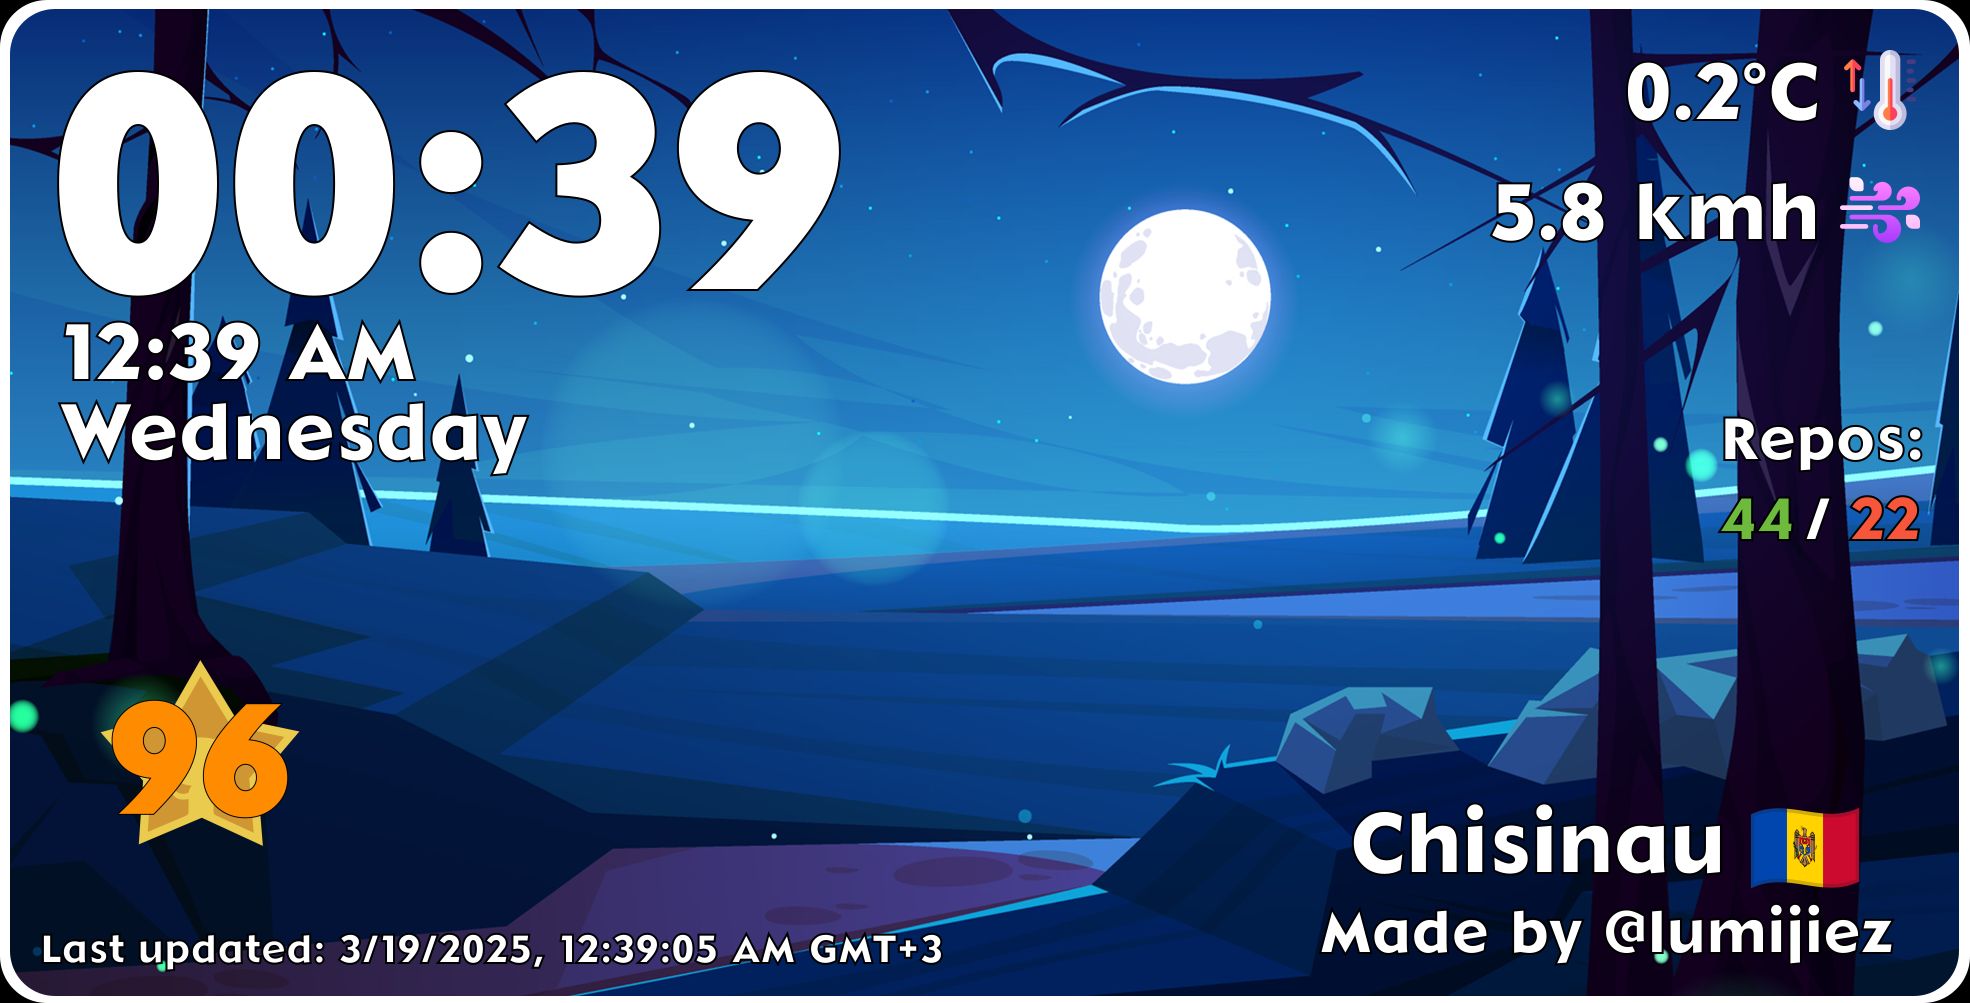 00:39
12:39 AM
Wednesday
0.2°C
5.8 kmh
Repos:
44 / 22
96
Chisinau
Made by @lumijiez
Last updated: 3/19/2025, 12:39:05 AM GMT+3